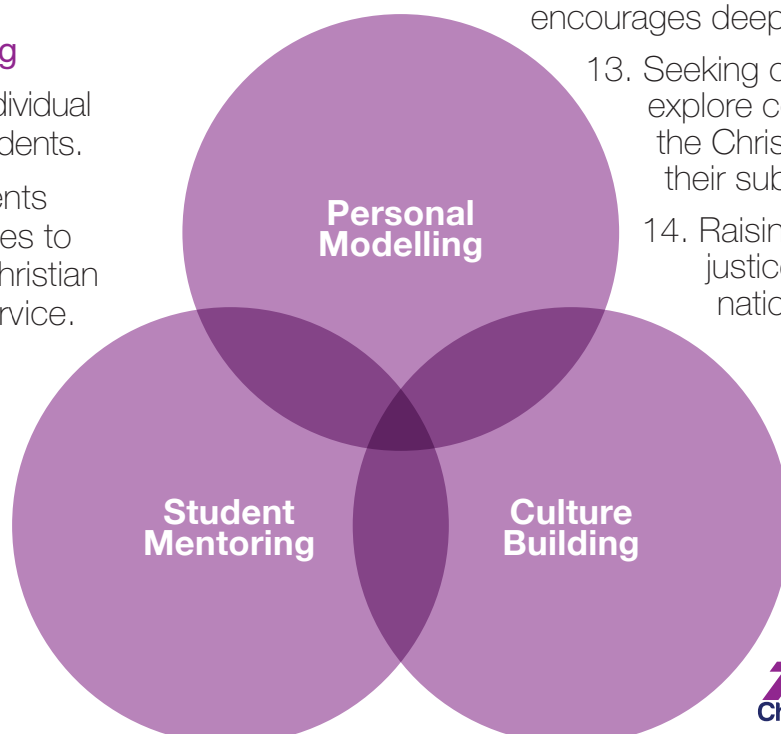 g
dividual
dents.
ents
es to
hristian
rvice.
encourages deep
13. Seeking c
explore c
the Chris
their sub
14. Raisin
justice
natio
Personal
Modelling
Student
Mentoring
Culture
Building
Ch